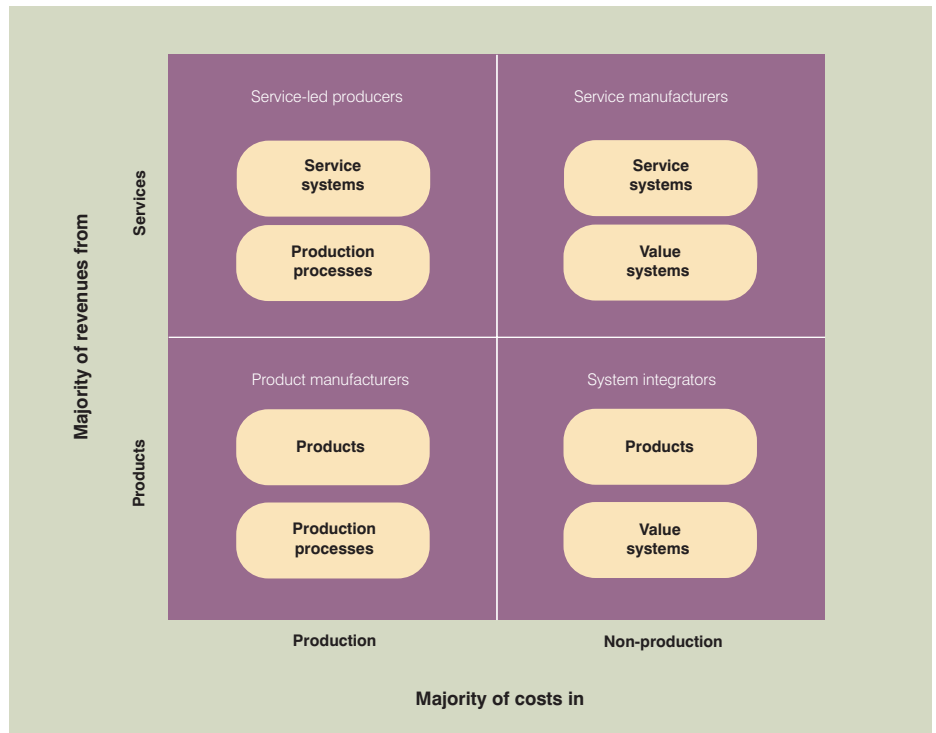 Service-led producers
Service manufacturers
Service
systems
Service
systems
Production
processes
Value
systems
Services
Majority of revenues from
Product manufacturers
System integrators
Products
Products
Products
Production
processes
Value
systems
Production
Non-production
Majority of costs in